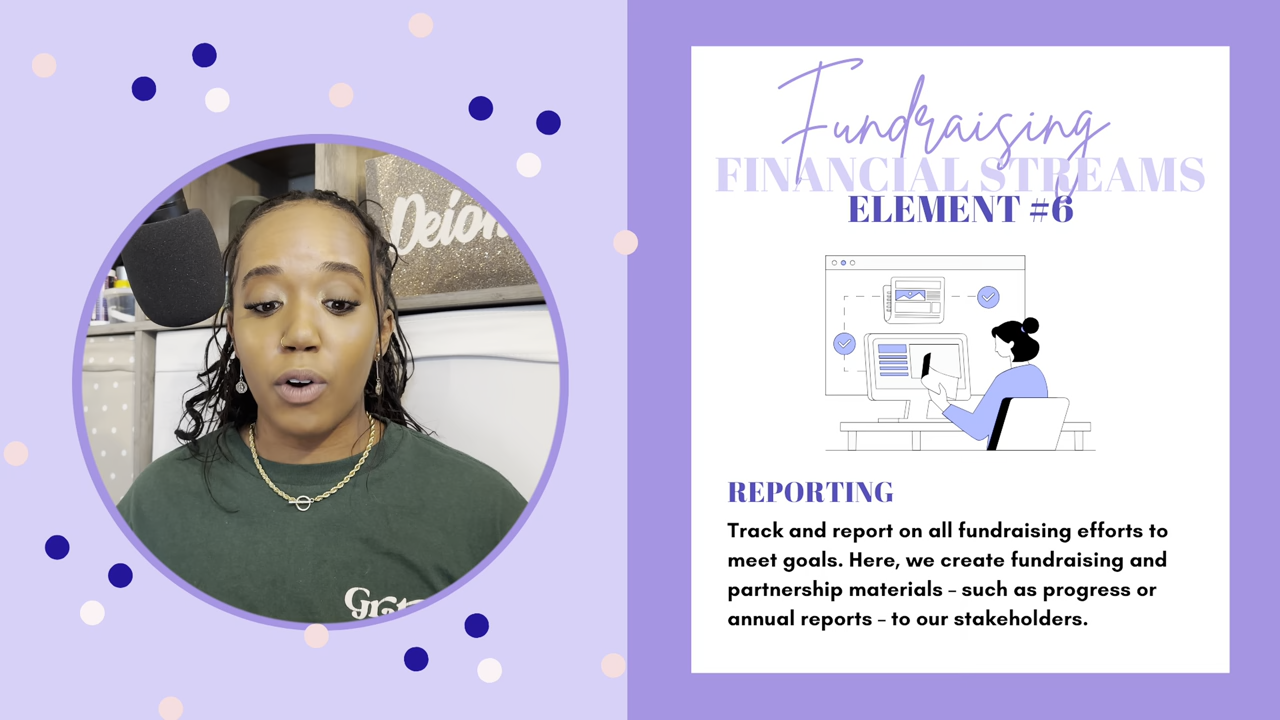 Fundraising
FINANCIAL STREAMS
ELEMENT #6
REPORTING
Track and report on all fundraising efforts to
meet goals. Here, we create fundraising and
partnership materials - such as progress or
annual reports - to our stakeholders.